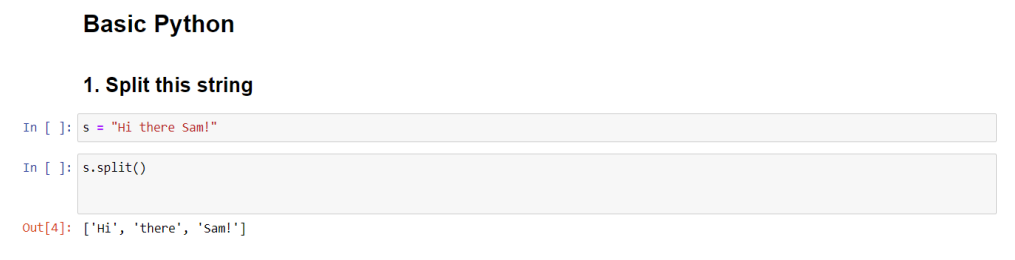 Basic Python
1. Split this string
In [ ]: s = "Hi there Sam!"
In [ ]: s.split()
Out[4]: ['Hi', 'there', 'Sam!']